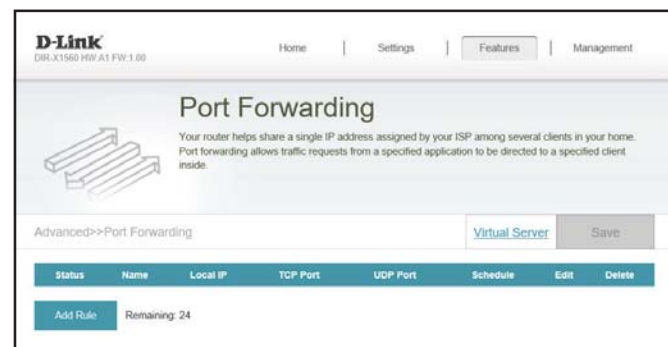 D-Link
DIR-X1560 HW:A1 FW:1.00
Home | Settings | Features | Management
Port Forwarding
Your router helps share a single IP address assigned by your ISP among several clients in your home.
Port forwarding allows traffic requests from a specified application to be directed to a specified client
inside.
Advanced>>Port Forwarding
Virtual Server
Save
Status Name Local IP TCP Port UDP Port Schedule Edit Delete
Add Rule
Remaining: 24